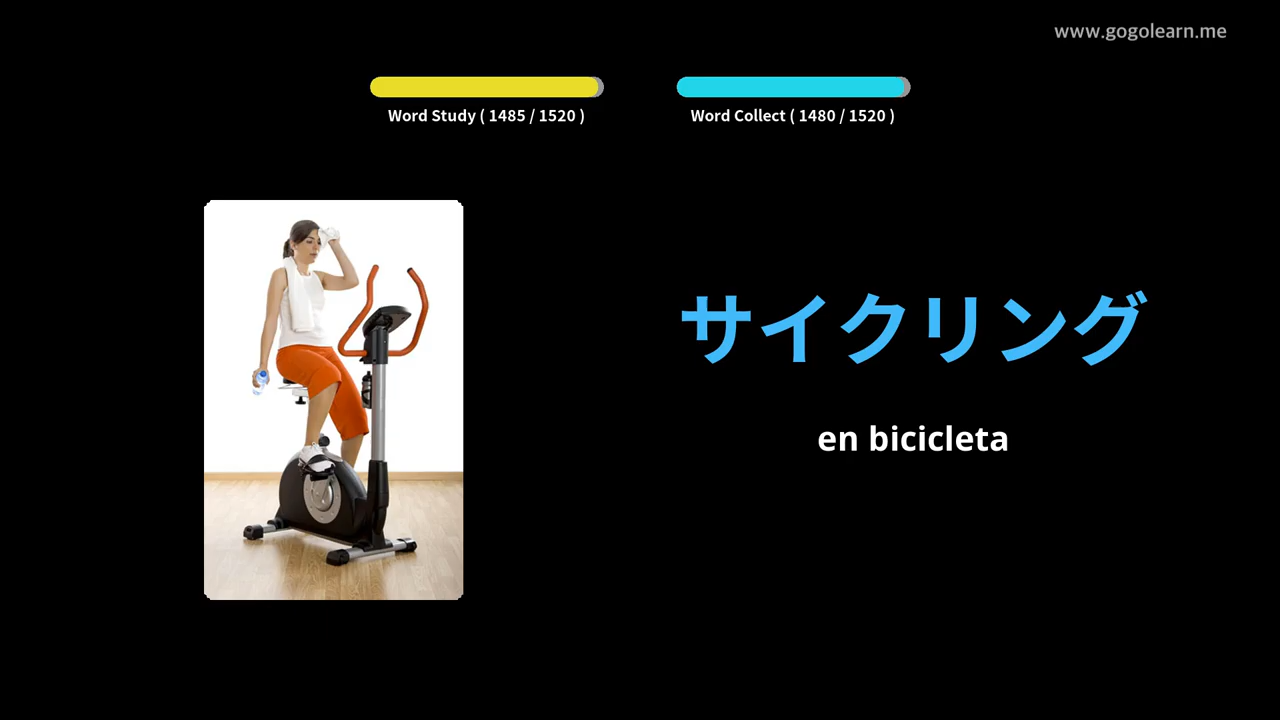 www.gogolearn.me
Word Study ( 1485 / 1520 )
Word Collect ( 1480 / 1520 )
サイクリング
en bicicleta